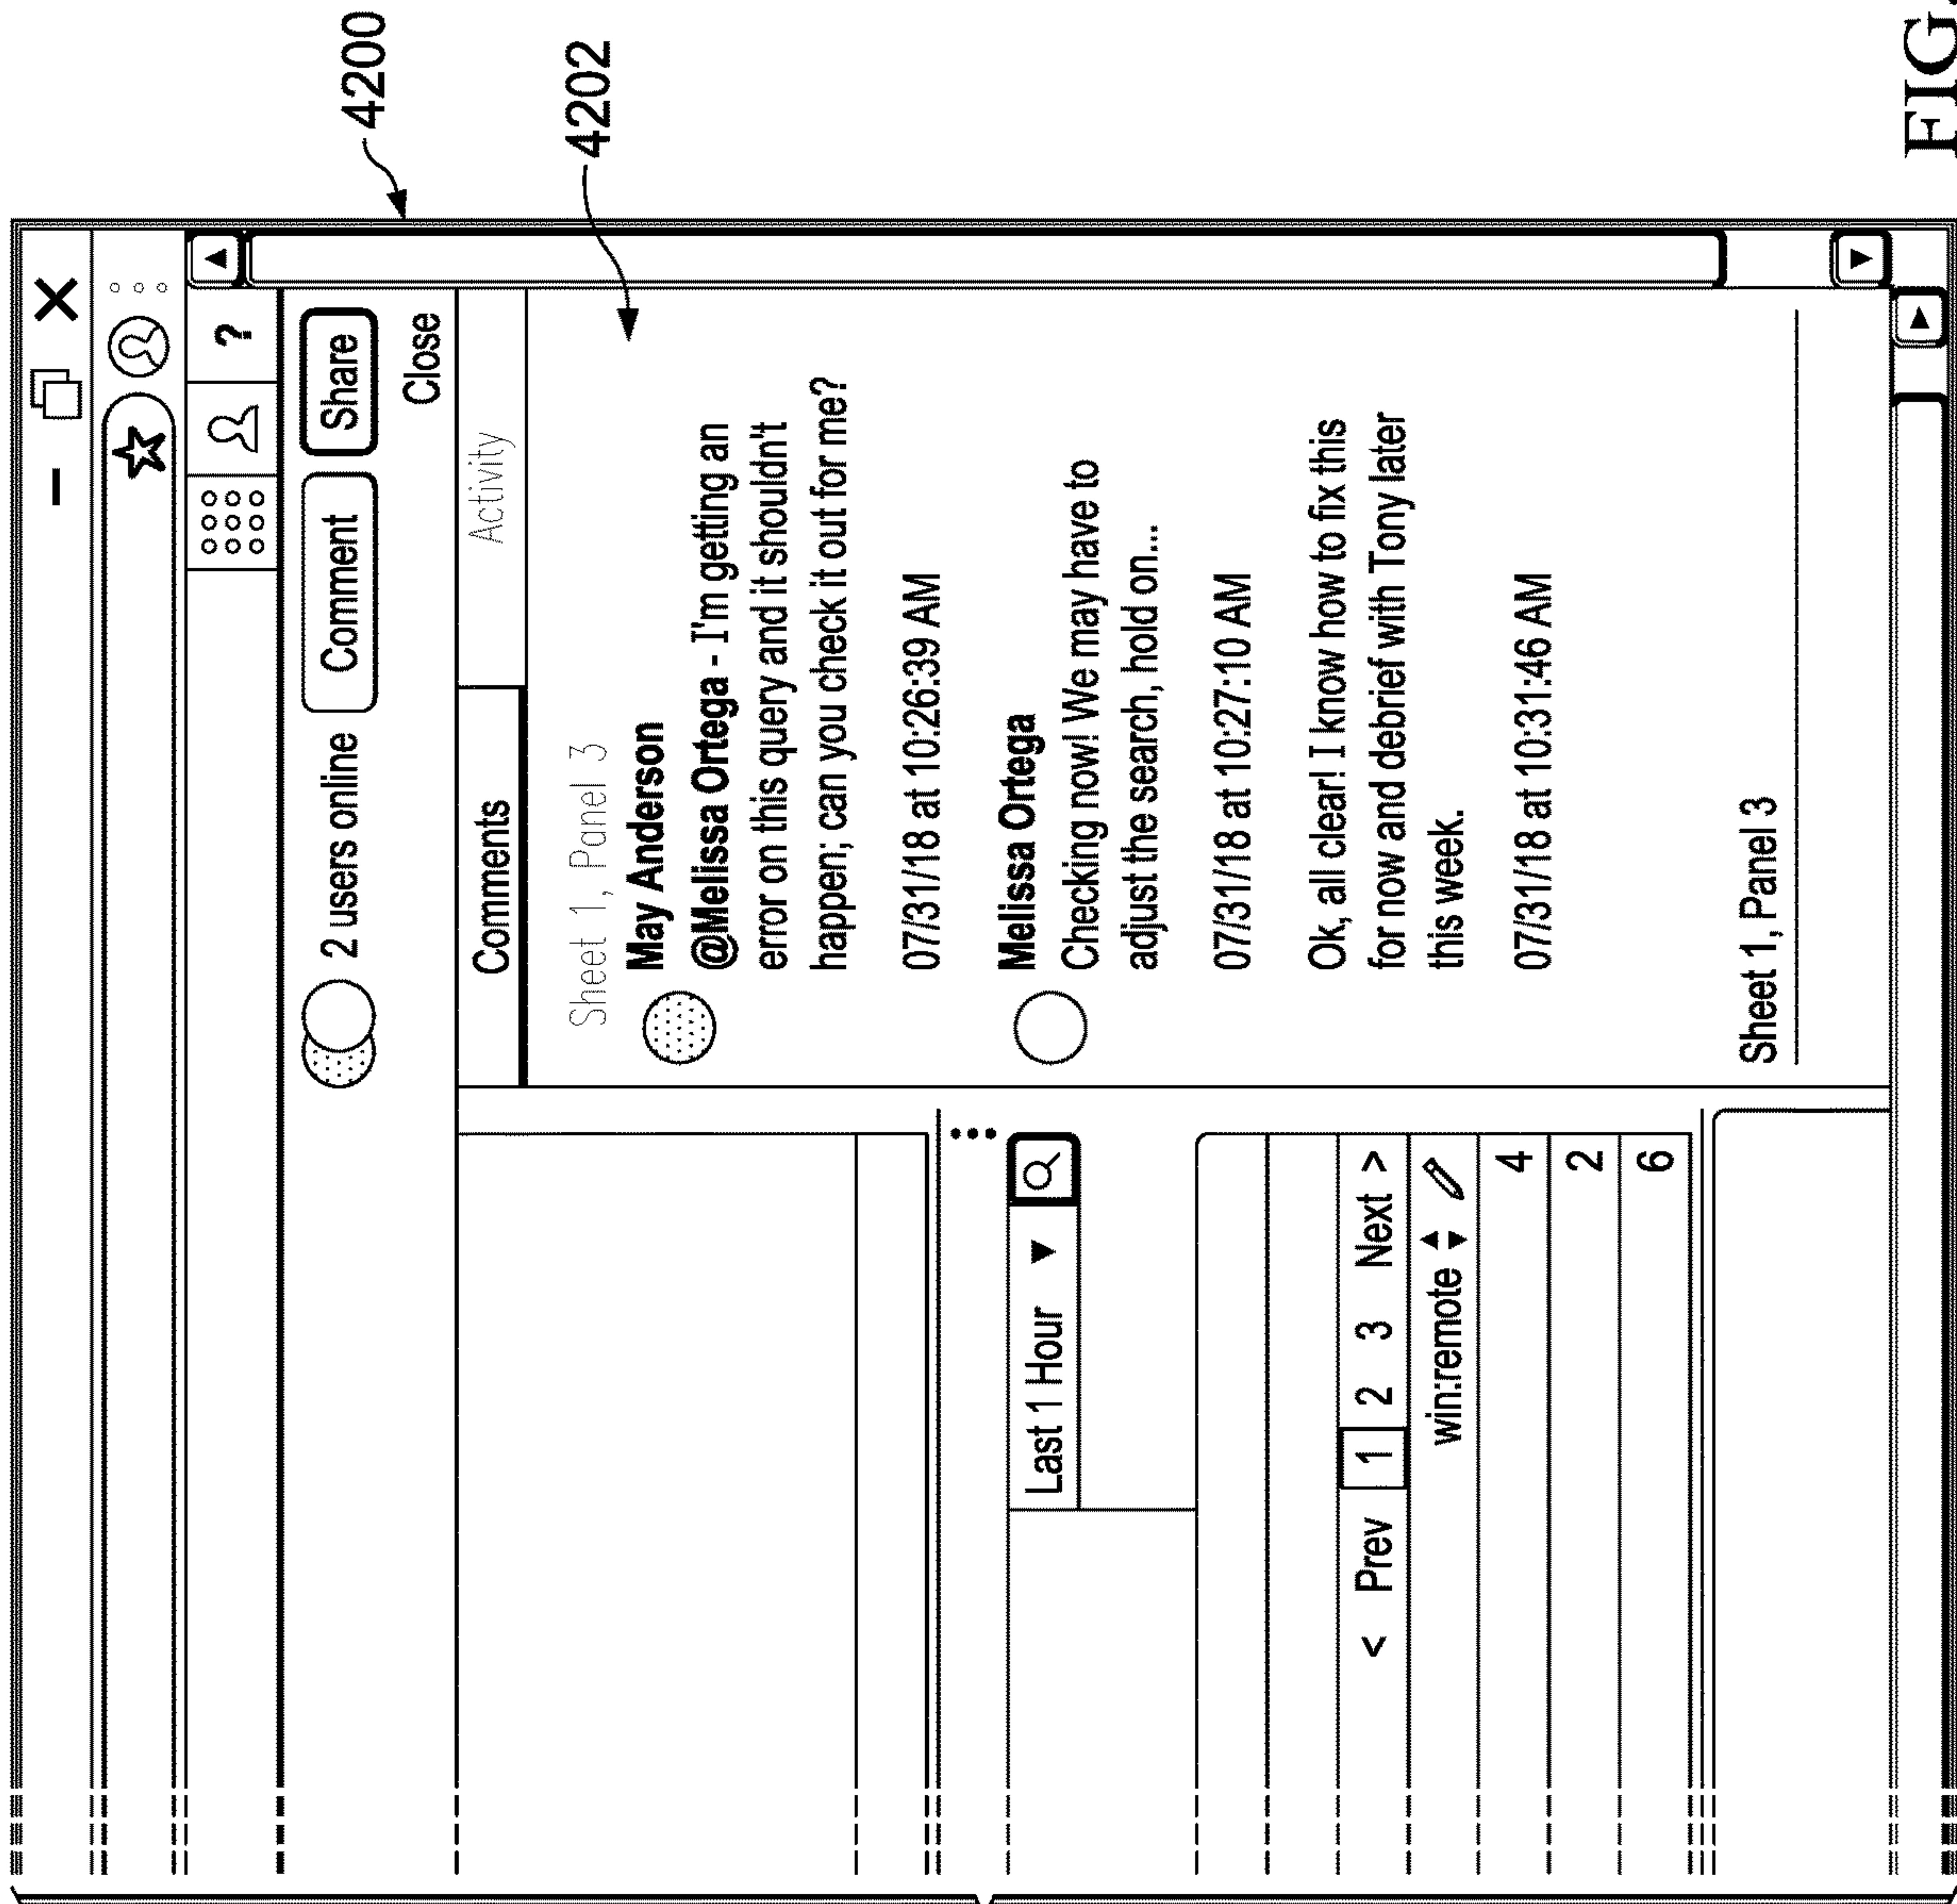 4200
?
2 users online
Comment
Share
Close
Comments
Activity
4202
Sheet 1, Panel 3
May Anderson
@Melissa Ortega - I'm getting an
error on this query and it shouldn't
happen; can you check it out for me?
07/31/18 at 10:26:39 AM
Melissa Ortega
Checking now! We may have to
adjust the search, hold on...
07/31/18 at 10:27:10 AM
Ok, all clear! I know how to fix this
for now and debrief with Tony later
this week.
07/31/18 at 10:31:46 AM
Sheet 1, Panel 3
Last 1 Hour
< Prev 1 2 3 Next >
win:remote
4
2
6
FIG.